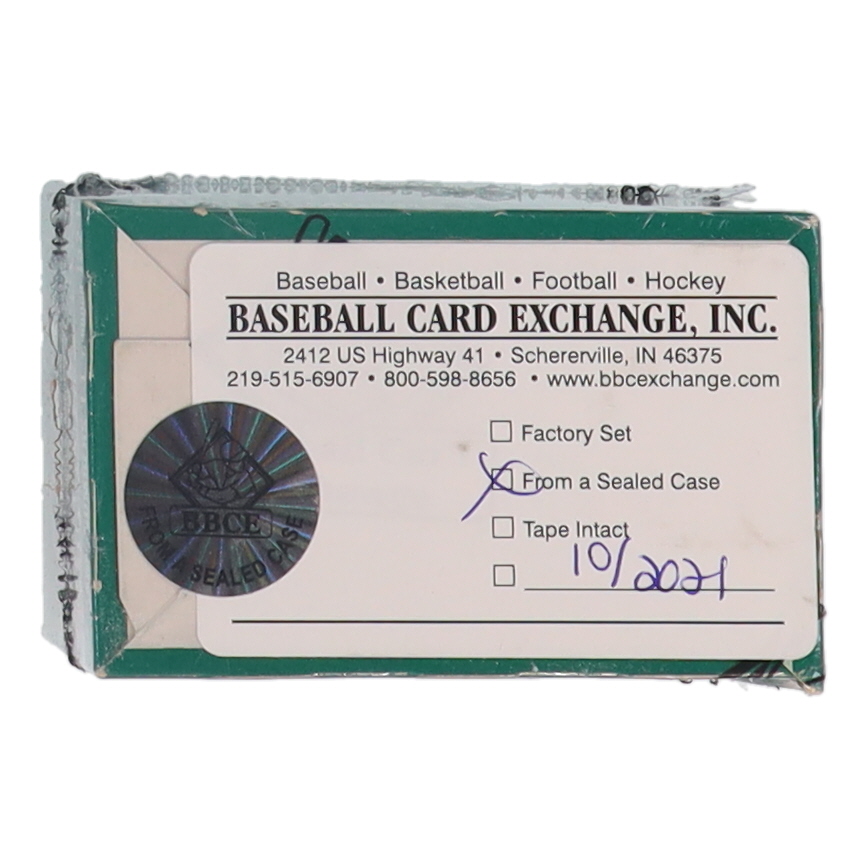 Baseball • Basketball • Football • Hockey
BASEBALL CARD EXCHANGE, INC.
2412 US Highway 41 • Schererville, IN 46375
219-515-6907 • 800-598-8656 • www.bbcexchange.com
Factory Set
From a Sealed Case
Tape Intact
10/2021
BBCE
FROM A SEALED CASE